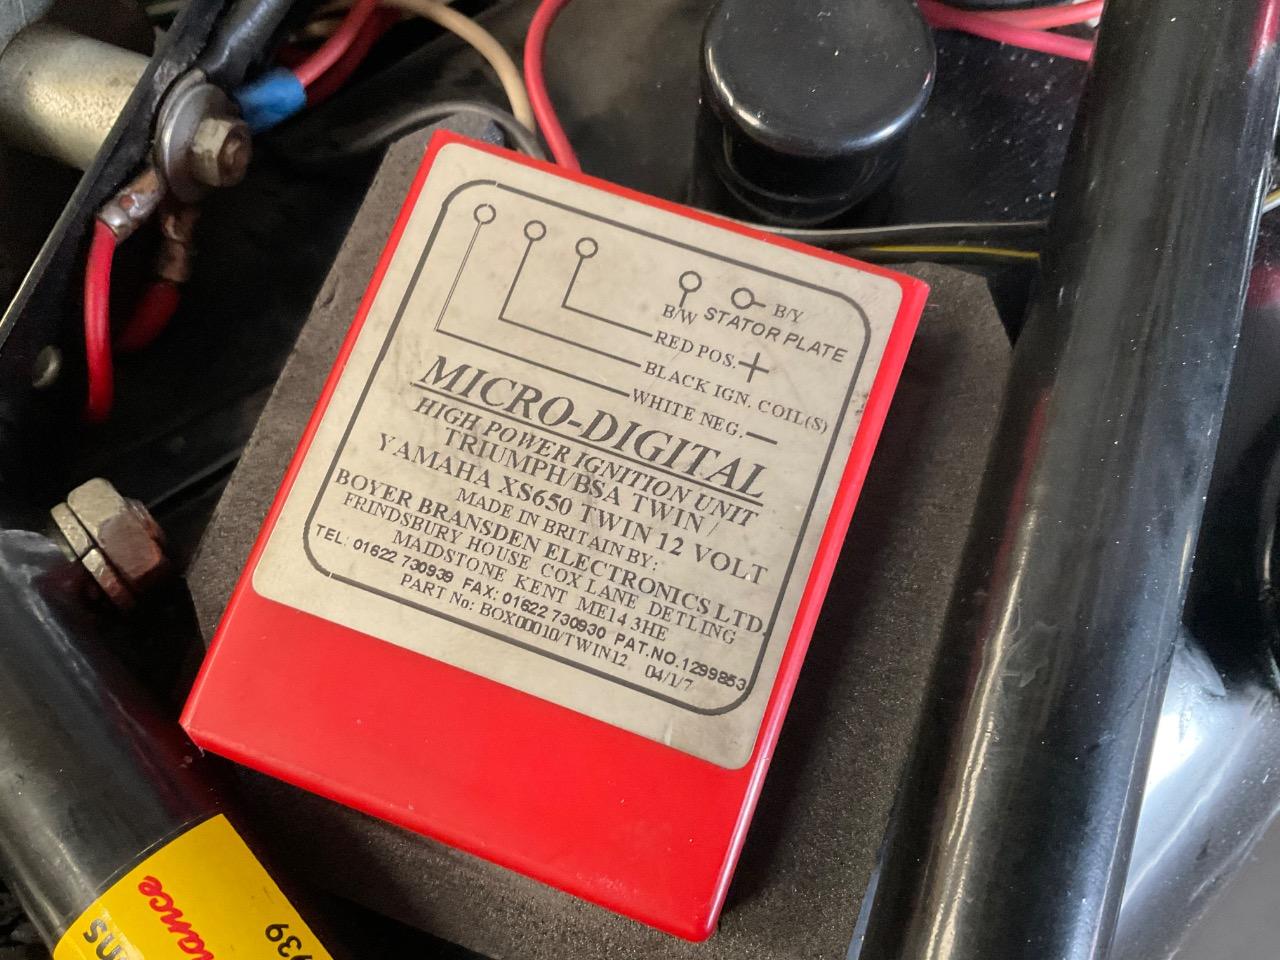 B/W
B/Y
STATOR PLATE
RED POS. +
BLACK IGN. COIL(S)
WHITE NEG. —
MICRO-DIGITAL
HIGH POWER IGNITION UNIT
TRIUMPH/BSA TWIN/
YAMAHA XS650 TWIN 12 VOLT
MADE IN BRITAIN BY:
BOYER BRANSDEN ELECTRONICS LTD.
FRINDSBURY HOUSE COX LANE DETLING
MAIDSTONE KENT ME14 3HE
TEL: 01622 730939 FAX: 01622 730930 PAT.NO.1299853
PART No: BOX00010/TWIN12 04/1/7
939